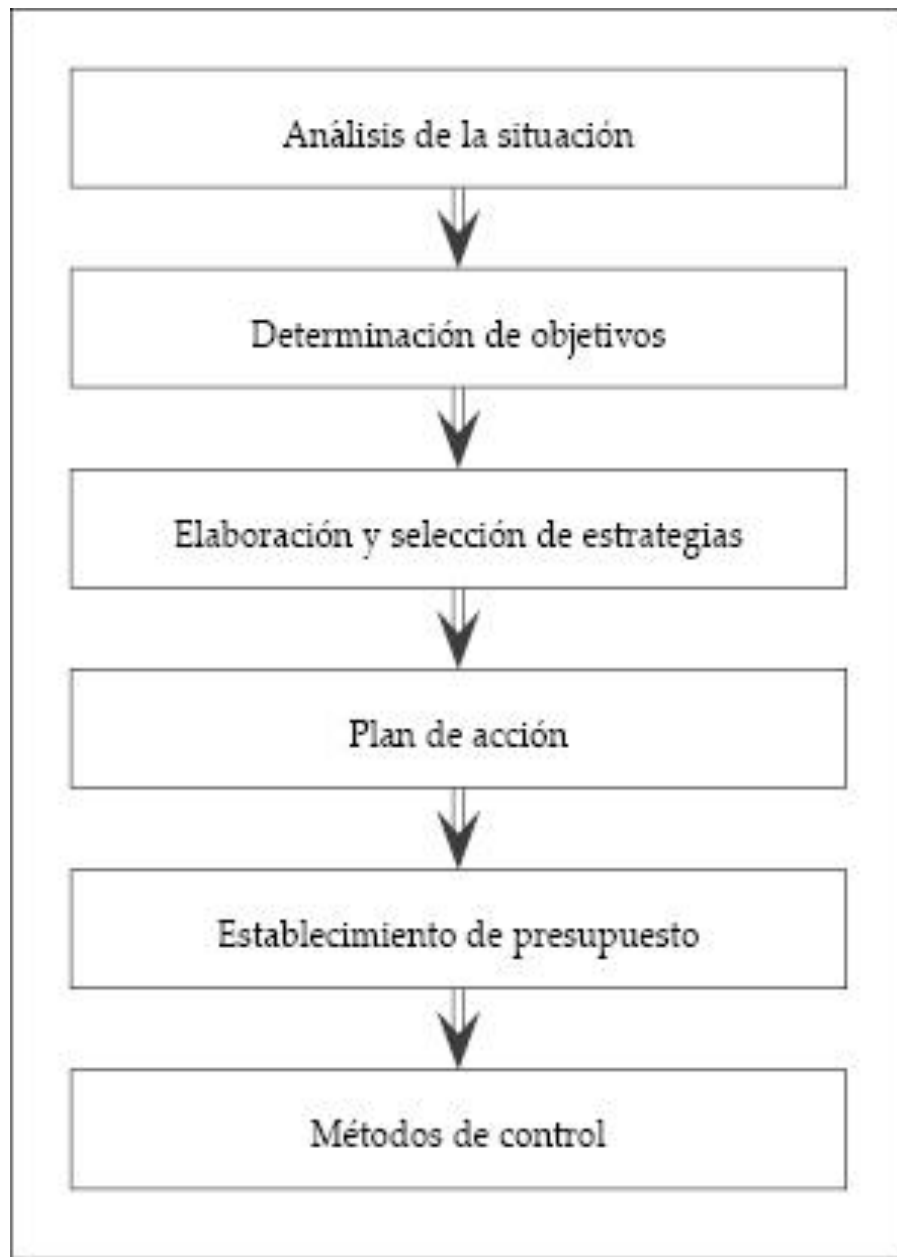 Análisis de la situación
Determinación de objetivos
Elaboración y selección de estrategias
Plan de acción
Establecimiento de presupuesto
Métodos de control